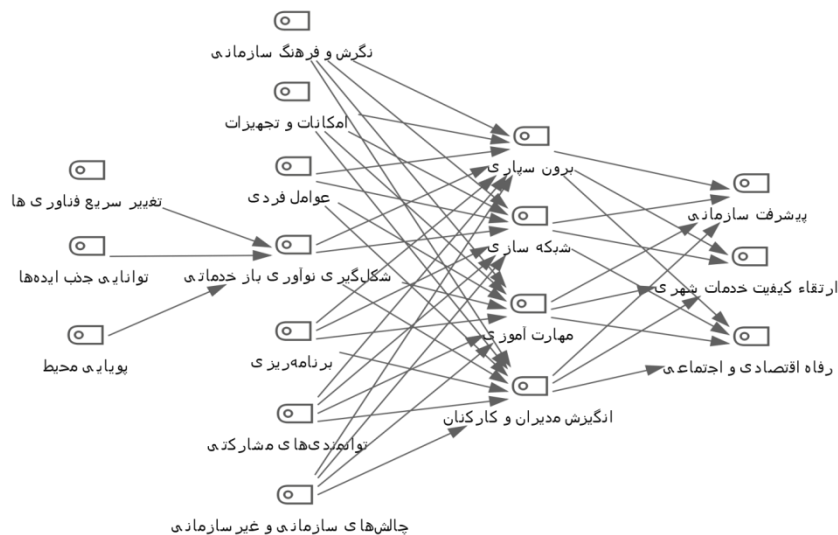 نگرش و فرهنگ سازمانی
امکانات و تجهیزات
برون سپاری
عوامل فردی
تغییر سریع فناوری ها
پیشرفت سازمانی
شبکه سازی
توانایی جذب ایده‌ها
شکل‌گیری نوآوری باز خدماتی
ارتقاء کیفیت خدمات شهری
مهارت آموزی
پویایی محیط
برنامه‌ریزی
رفاه اقتصادی و اجتماعی
انگیزش مدیران و کارکنان
توانمندی‌های مشارکتی
چالش‌های سازمانی و غیرسازمانی